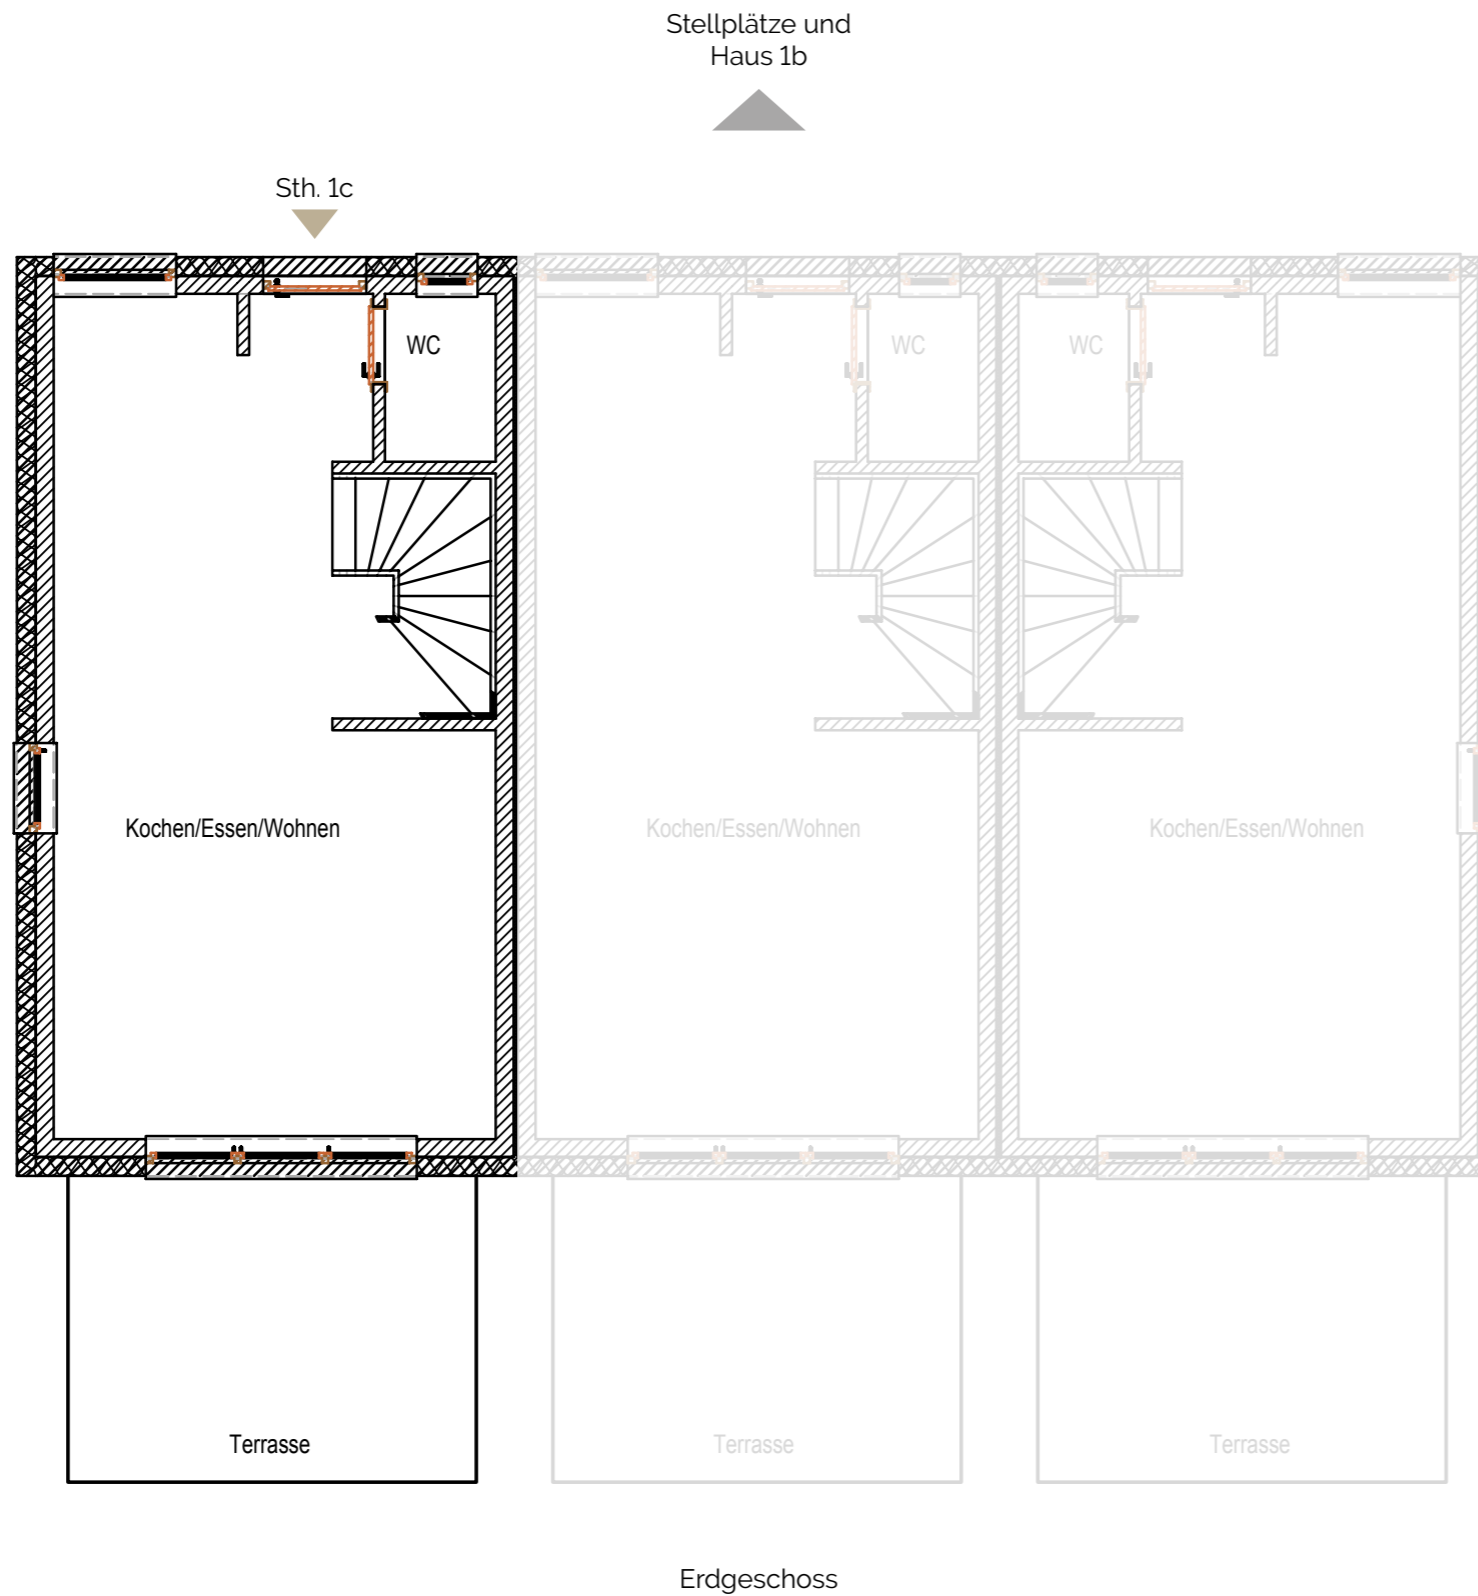 Stellplätze und
Haus 1b
Sth. 1c
WC
WC
WC
Kochen/Essen/Wohnen
Kochen/Essen/Wohnen
Kochen/Essen/Wohnen
Terrasse
Terrasse
Terrasse
Erdgeschoss